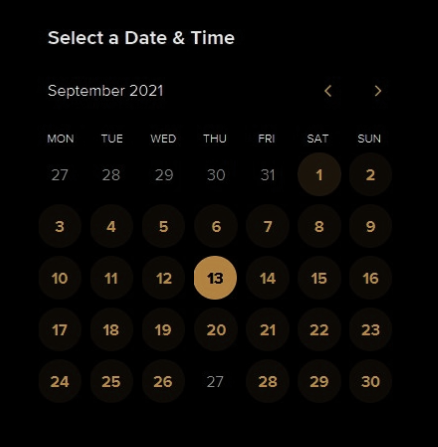 Select a Date & Time
September 2021
MON TUE WED THU FRI SAT SUN
27 28 29 30 31 1 2
3 4 5 6 7 8 9
10 11 12 13 14 15 16
17 18 19 20 21 22 23
24 25 26 27 28 29 30